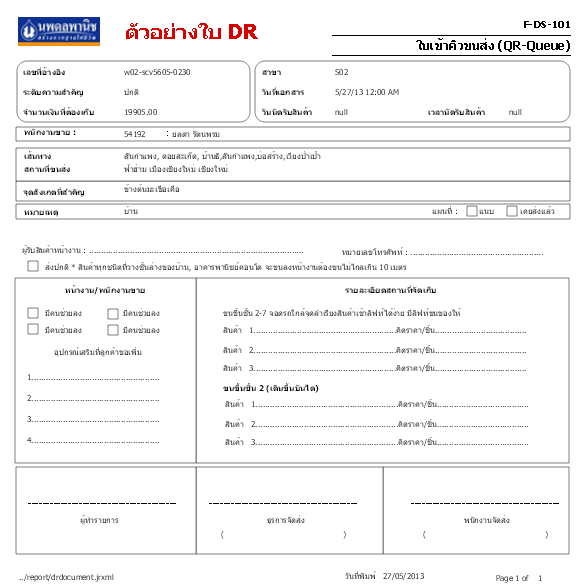 นพดลพานิช
สร้างรากฐานให้ชีวิต
ตัวอย่างใบ DR
F-DS-101
ใบเข้าคิวขนส่ง (QR-Queue)
เลขที่อ้างอิง w02-scv5605-0230 สาขา S02
ระดับความสำคัญ ปกติ วันที่เอกสาร 5/27/13 12:00 AM
จำนวนเงินที่ต้องเก็บ 19905.00 วันนัดรับสินค้า null เวลานัดรับสินค้า null
พนักงานขาย : 54192 : ยลดา รัตนพรม
เส้นทาง สันกำแพง, ดอยสะเก็ด, บ้านธิ,สันกำแพง,บ่อสร้าง,เวียงป่าเป้า
สถานที่ขนส่ง ฟ้าฮ่าม เมืองเชียงใหม่ เชียงใหม่
จุดสังเกตที่สำคัญ ข้างต้นมะเขือเคือ
หมายเหตุ บ้าน แผนที่ : แนบ เคยส่งแล้ว
ผู้รับสินค้าหน้างาน : ........................ หมายเลขโทรศัพท์ : ........................
ส่งปกติ * สินค้าทุกชนิดที่วางชั้นล่างของบ้าน, อาคารพานิชย์คอนโด จะขนลงหน้างานต้องขนไม่ไกลเกิน 10 เมตร
หน้างาน/พนักงานขาย
มีคนช่วยลง มีคนช่วยลง
มีคนช่วยลง มีคนช่วยลง
อุปกรณ์เสริมที่ลูกค้าขอเพิ่ม
1........................
2........................
3........................
4........................
รายละเอียดสถานที่จัดเก็บ
ขนขึ้นชั้น 2-7 จอดรถใกล้จุดลำเลียงสินค้าเข้าลิฟท์ได้ง่าย มีลิฟท์ขนของให้
สินค้า 1........................คิดราคา/ชิ้น........................
สินค้า 2........................คิดราคา/ชิ้น........................
สินค้า 3........................คิดราคา/ชิ้น........................
ขนขึ้นชั้น 2 (เดินขึ้นบันได)
สินค้า 1........................คิดราคา/ชิ้น........................
สินค้า 2........................คิดราคา/ชิ้น........................
สินค้า 3........................คิดราคา/ชิ้น........................
ผู้ทำรายการ ธุรการจัดส่ง พนักงานจัดส่ง
( ) ( )
../report/drdocument.jrxml วันที่พิมพ์ 27/05/2013 Page 1 of 1